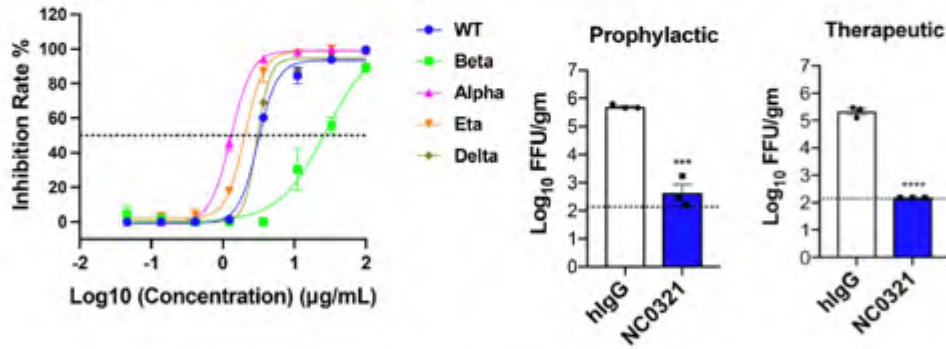 Inhibition Rate %
120
100
80
60
40
20
0
-2
-1
0
1
2
Log10 (Concentration) (μg/mL)
WT
Beta
Alpha
Eta
Delta
Prophylactic
Log10 FFU/gm
7
6
5
4
3
2
1
0
***
hIgG
NC0321
Therapeutic
Log10 FFU/gm
7
6
5
4
3
2
1
0
****
hIgG
NC0321